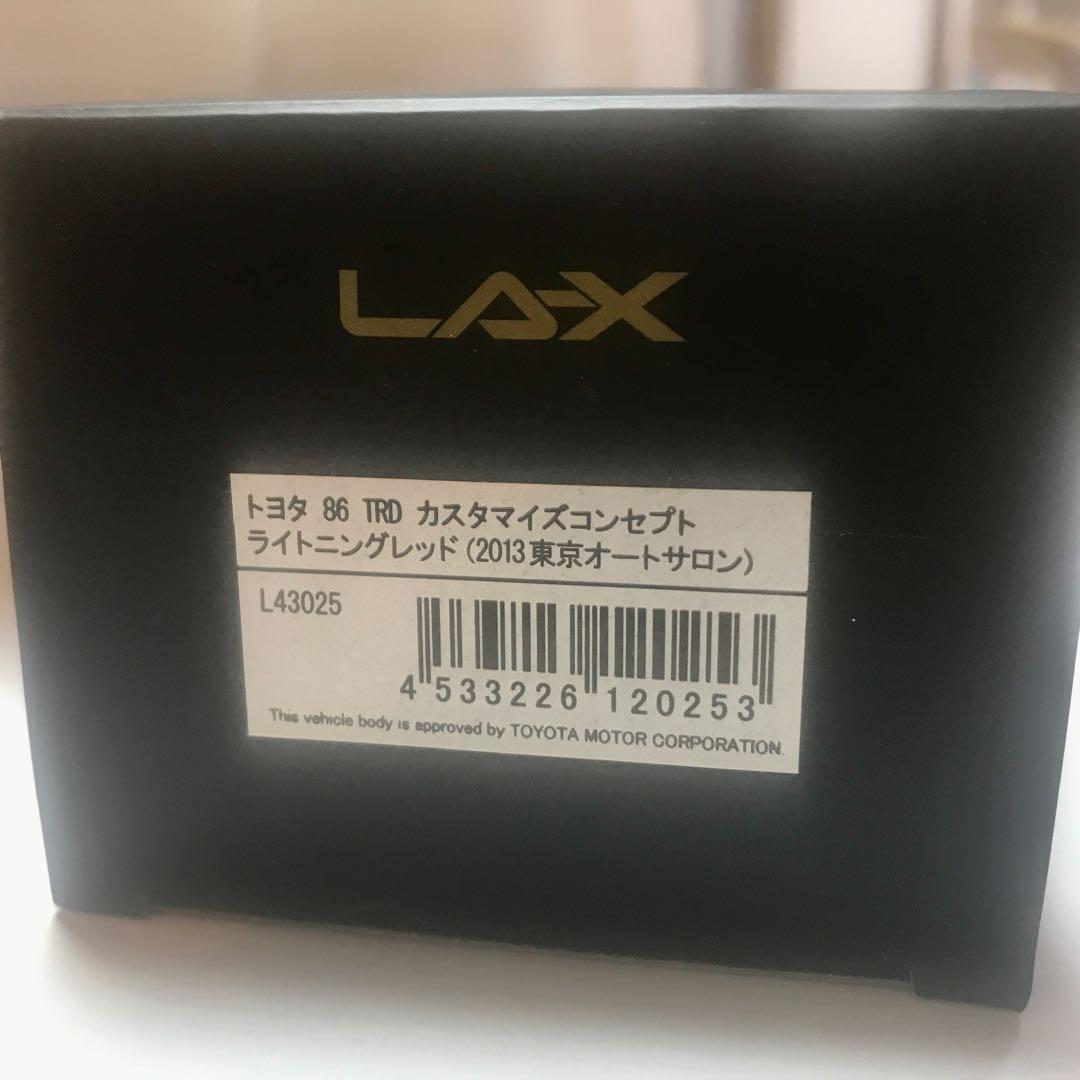 LA-X
トヨタ 86 TRD カスタマイズコンセプト
ライトニングレッド (2013東京オートサロン)
L43025
4 533226 120253
This vehicle body is approved by TOYOTA MOTOR CORPORATION.